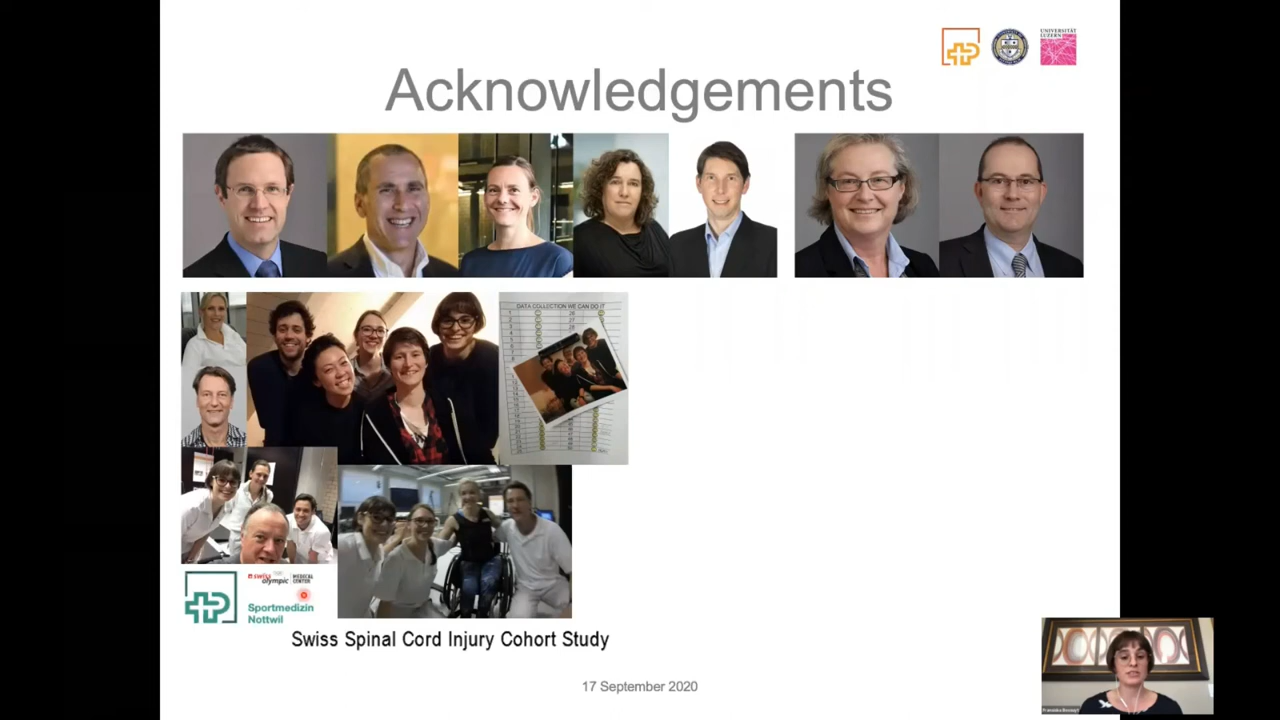 UNIVERSITÄT
LUZERN
Acknowledgements
DATA COLLECTION WE CAN DO IT
swiss
olympic
MEDICAL
CENTER
Sportmedizin
Nottwil
Swiss Spinal Cord Injury Cohort Study
17 September 2020